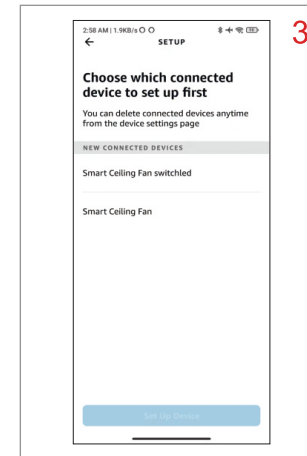 2:58 AM | 1.9KB/s
SETUP
3
Choose which connected
device to set up first
You can delete connected devices anytime
from the device settings page
NEW CONNECTED DEVICES
Smart Ceiling Fan switchled
Smart Ceiling Fan
Set Up Device